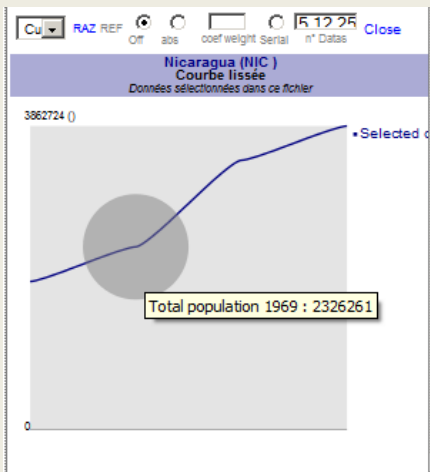 Cu RAZ REF Off abs coef weight Serial 5,12,25 n° Datas Close
Nicaragua (NIC )
Courbe lissée
Données sélectionnées dans ce fichier
3862724 ()
Selected
Total population 1969 : 2326261
0